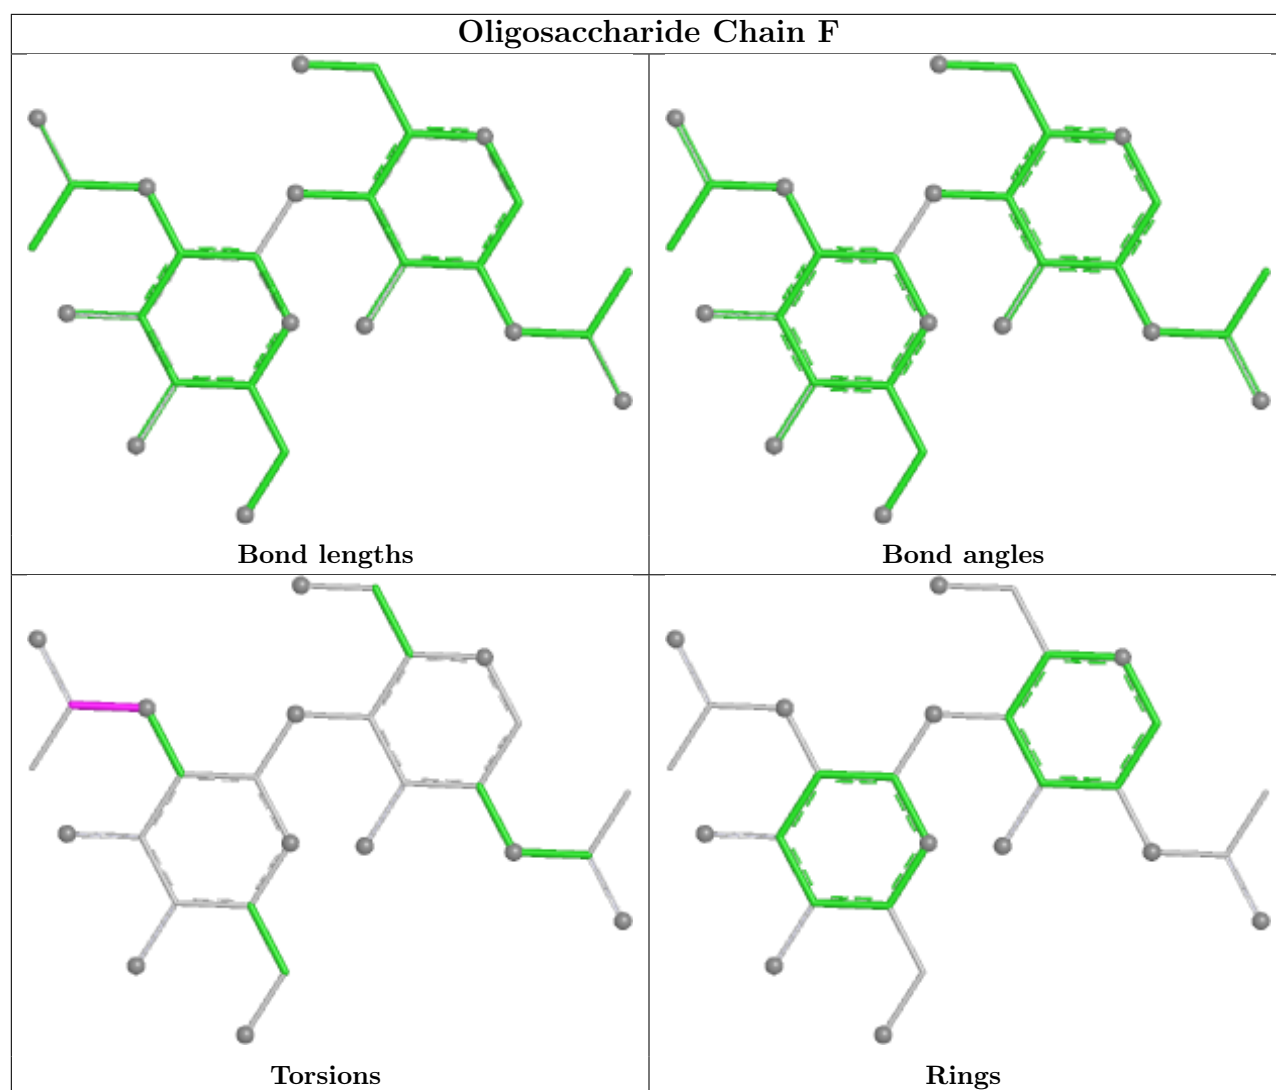 Oligosaccharide Chain F
Bond lengths
Bond angles
Torsions
Rings